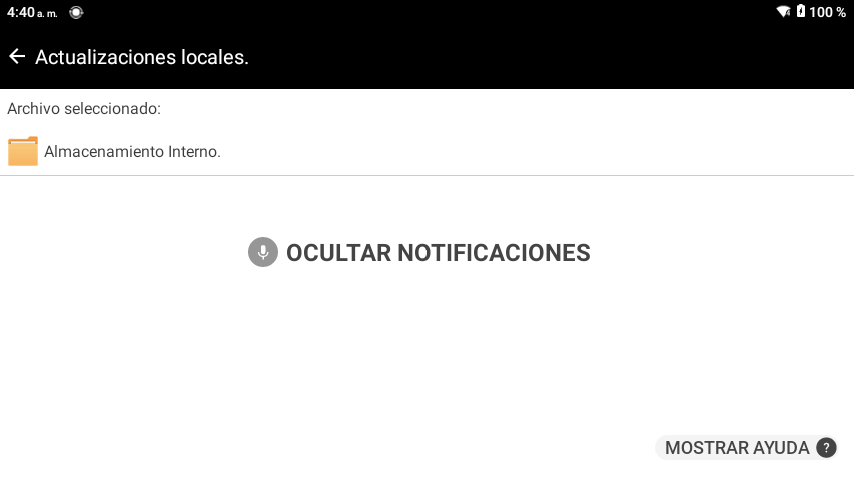 4:40 a. m.
100 %
Actualizaciones locales.
Archivo seleccionado:
Almacenamiento Interno.
OCULTAR NOTIFICACIONES
MOSTRAR AYUDA ?